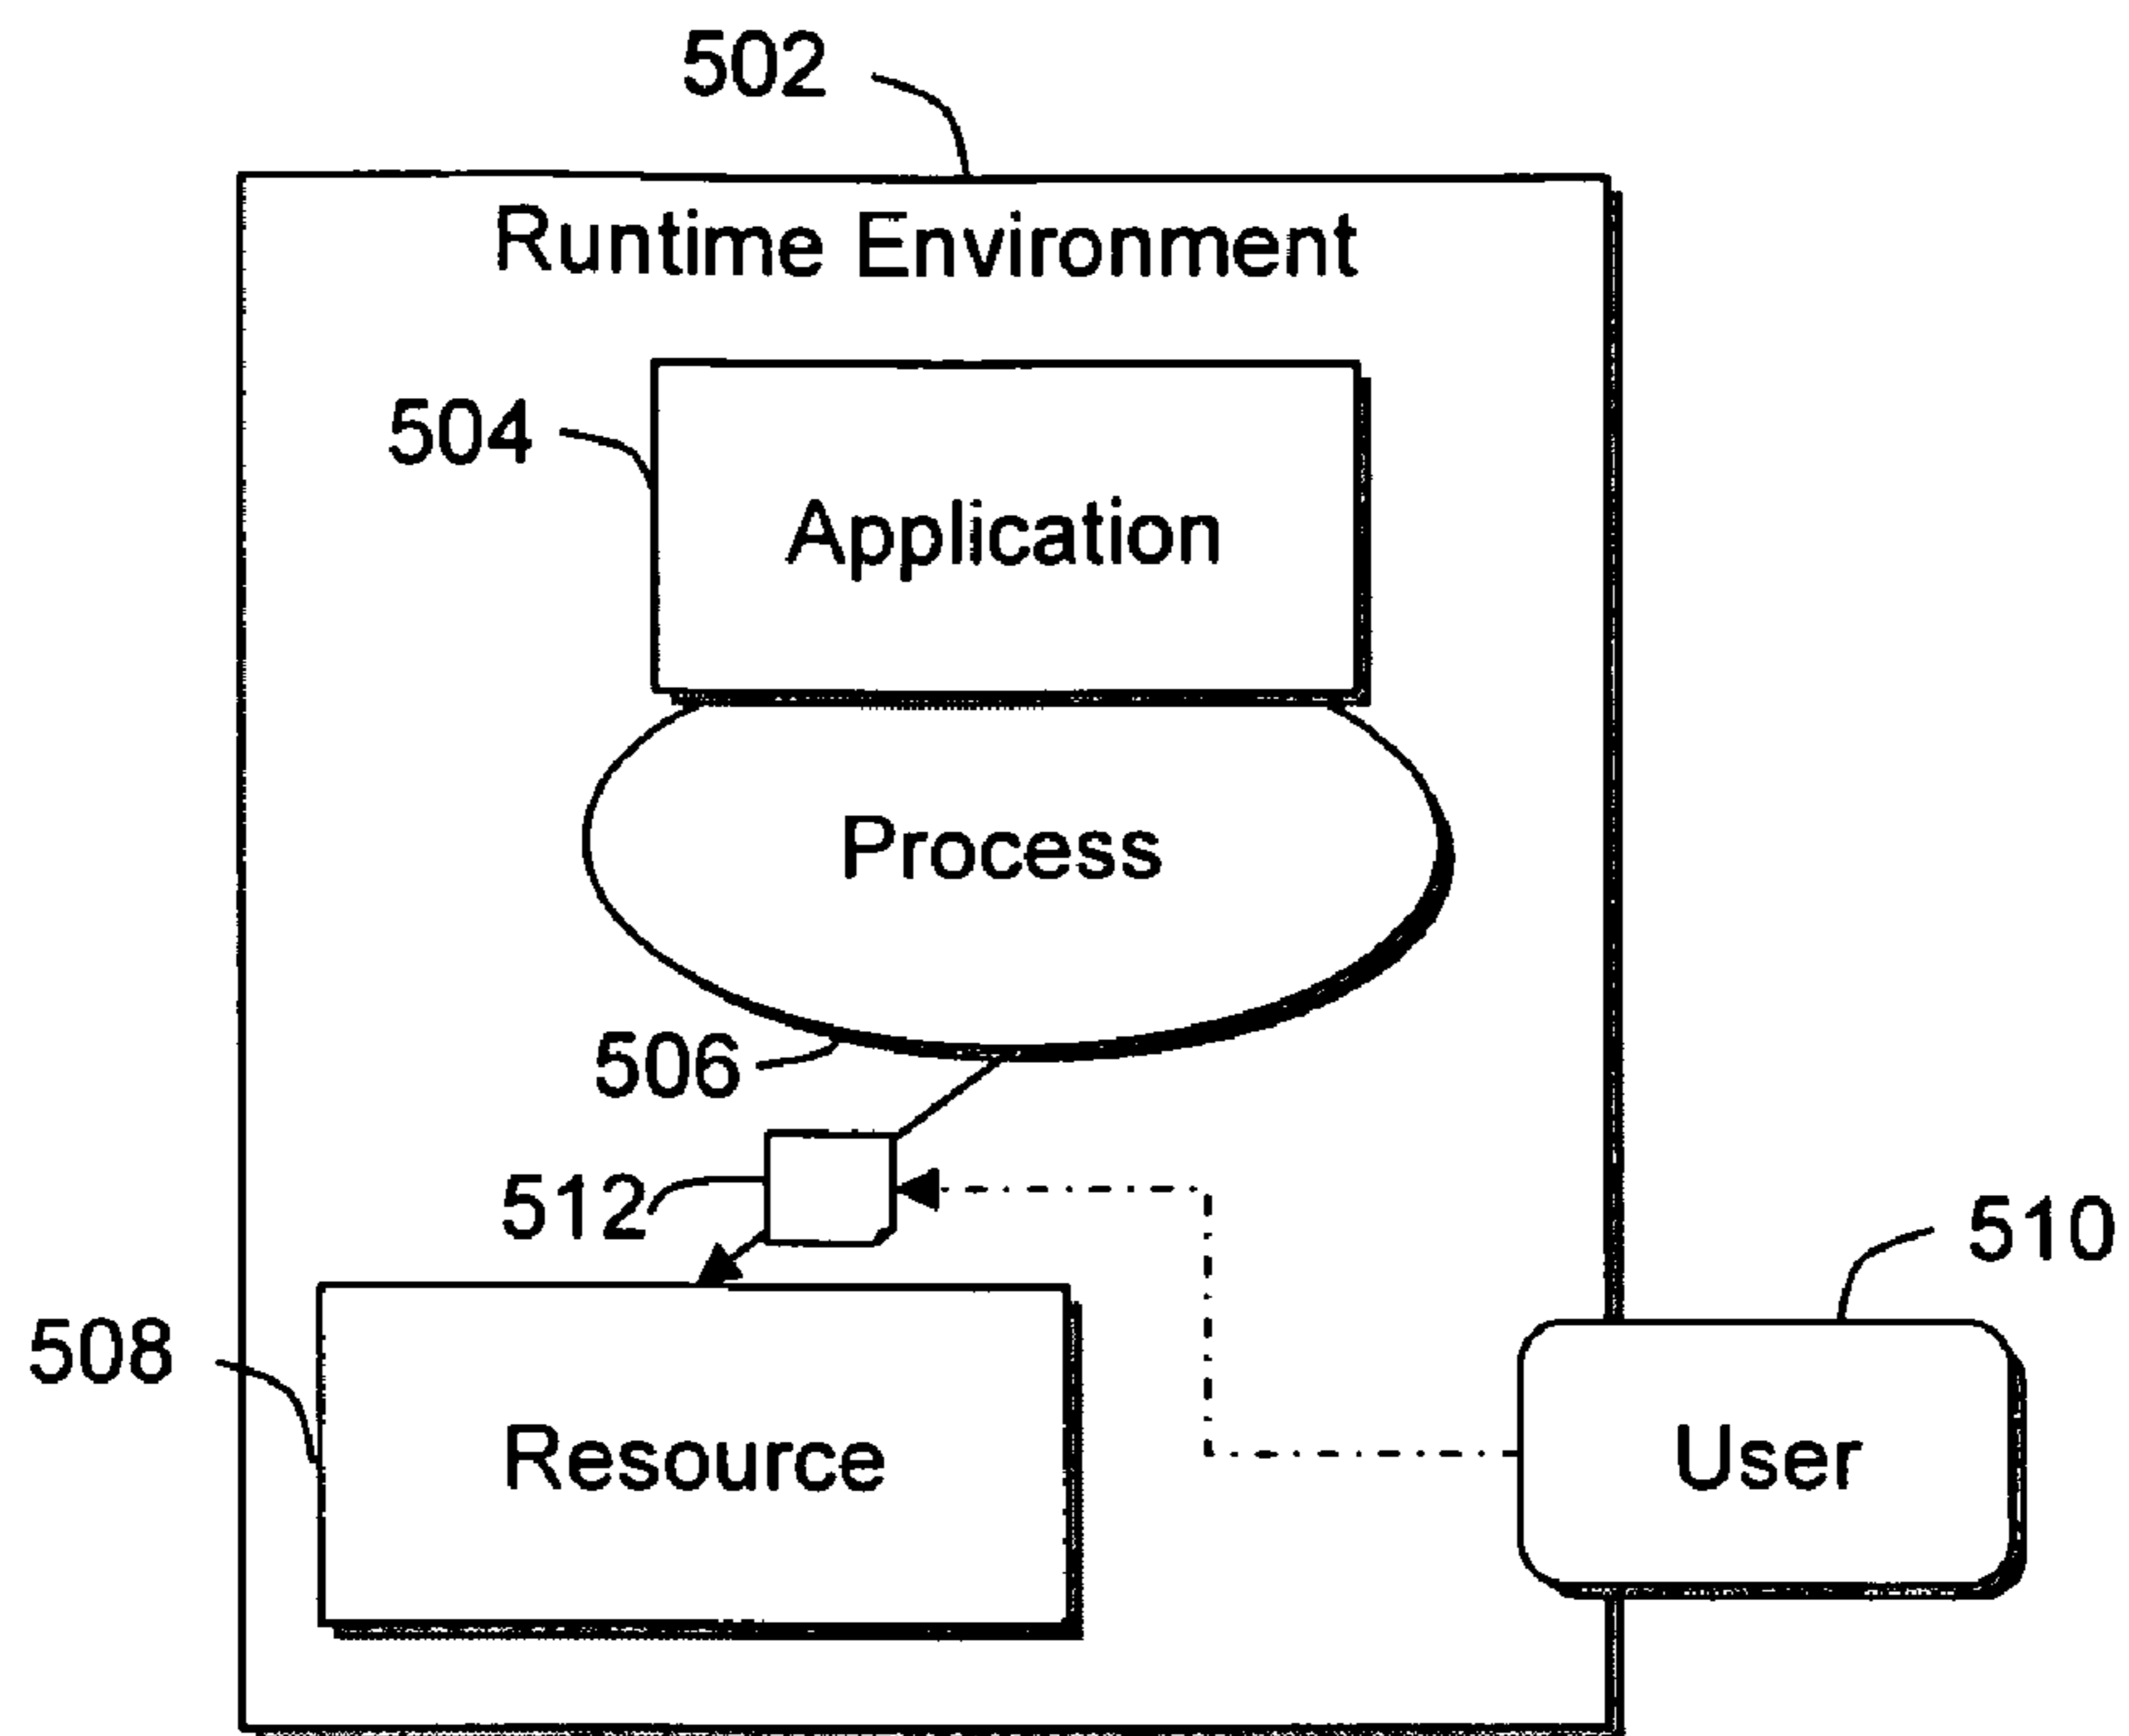 502
Runtime Environment
504
Application
Process
506
512
510
508
Resource
User